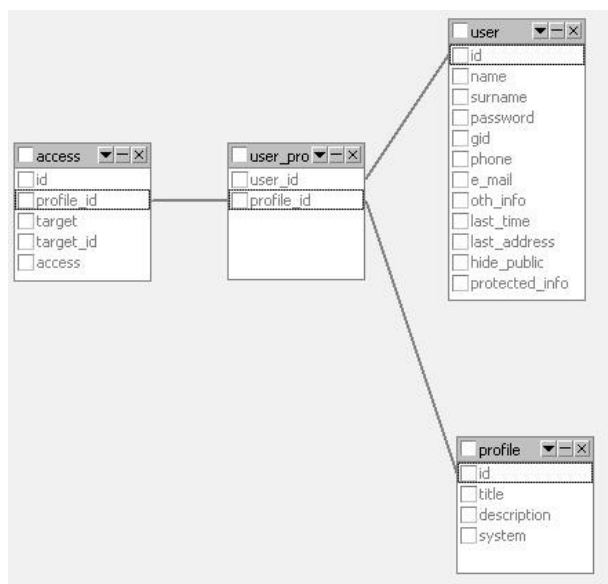 access
id
profile_id
target
target_id
access
user_pro
user_id
profile_id
user
id
name
surname
password
gid
phone
e_mail
oth_info
last_time
last_address
hide_public
protected_info
profile
id
title
description
system